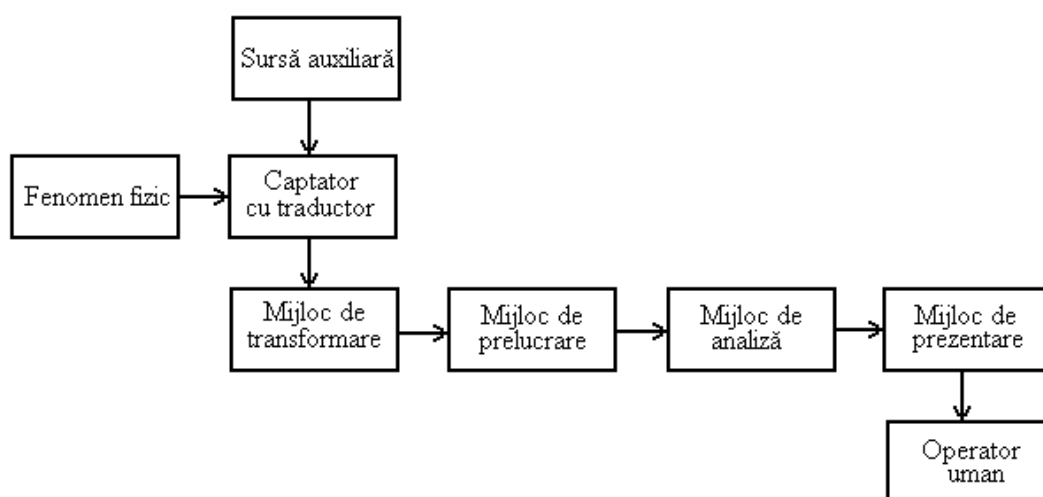 Sursă auxiliară
Fenomen fizic
Captator
cu traductor
Mijloc de
transformare
Mijloc de
prelucrare
Mijloc de
analiză
Mijloc de
prezentare
Operator
uman